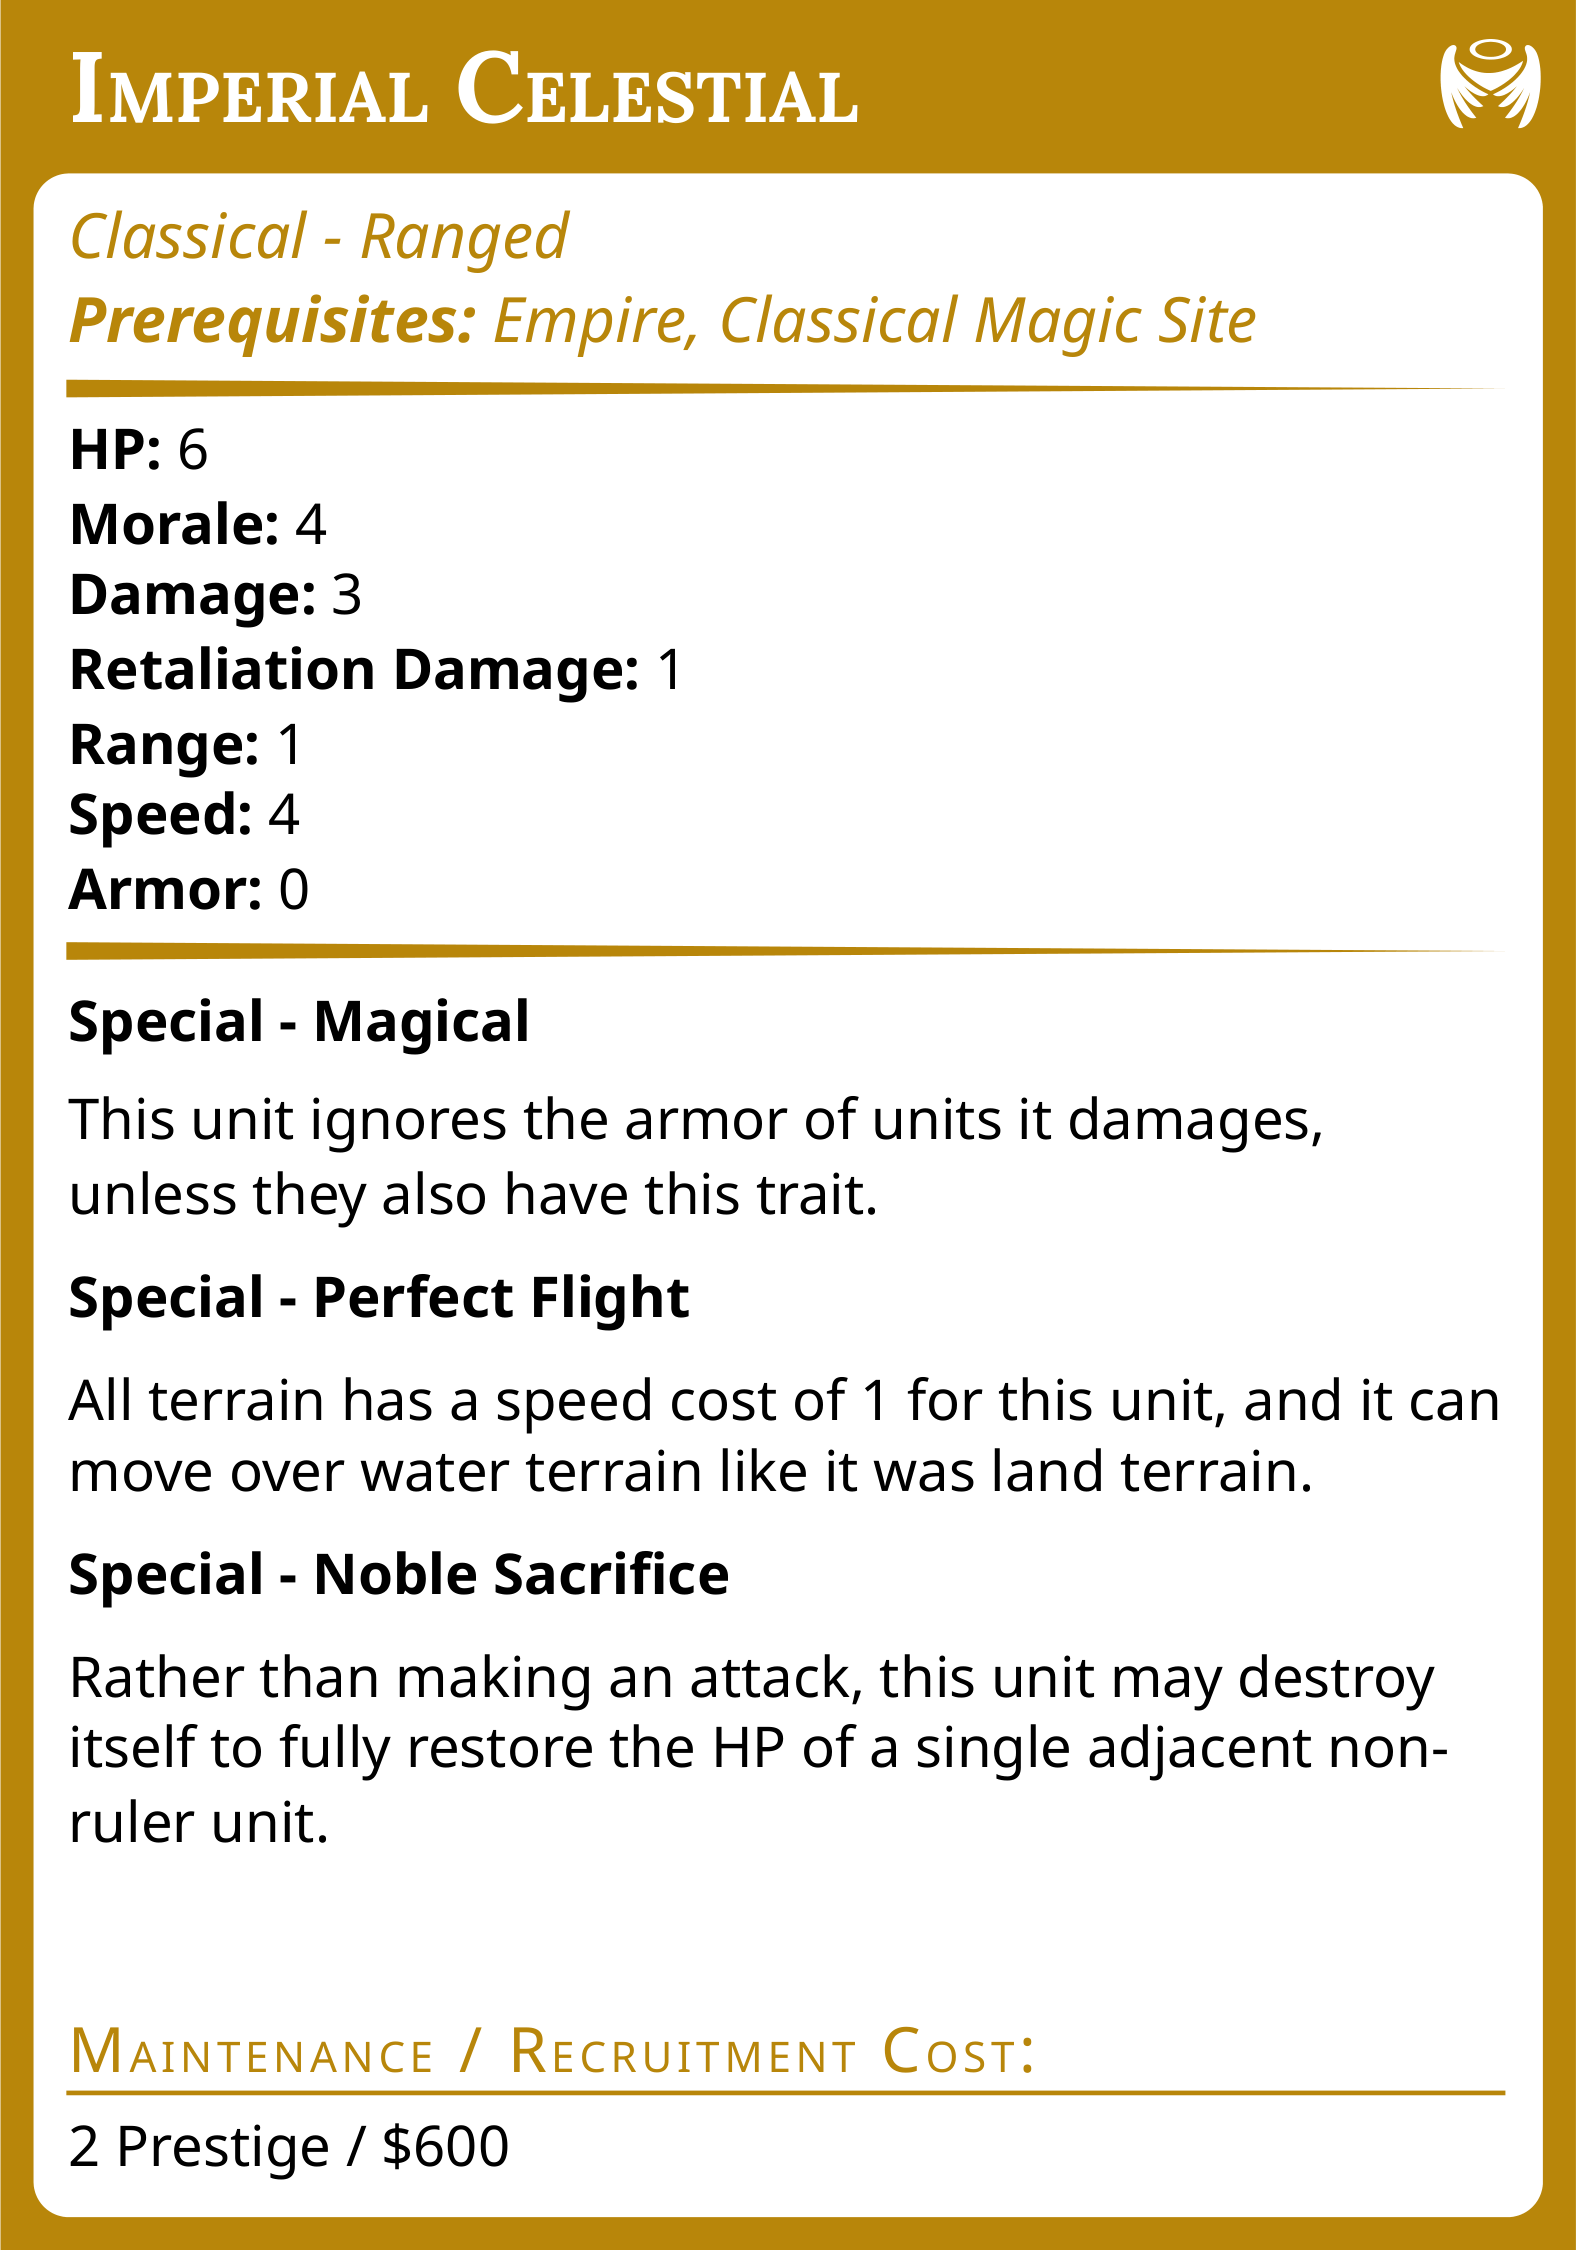 Imperial Celestial
Classical - Ranged
Prerequisites: Empire, Classical Magic Site
HP: 6
Morale: 4
Damage: 3
Retaliation Damage: 1
Range: 1
Speed: 4
Armor: 0
Special - Magical
This unit ignores the armor of units it damages,
unless they also have this trait.
Special - Perfect Flight
All terrain has a speed cost of 1 for this unit, and it can
move over water terrain like it was land terrain.
Special - Noble Sacrifice
Rather than making an attack, this unit may destroy
itself to fully restore the HP of a single adjacent non-
ruler unit.
Maintenance / Recruitment Cost:
2 Prestige / $600